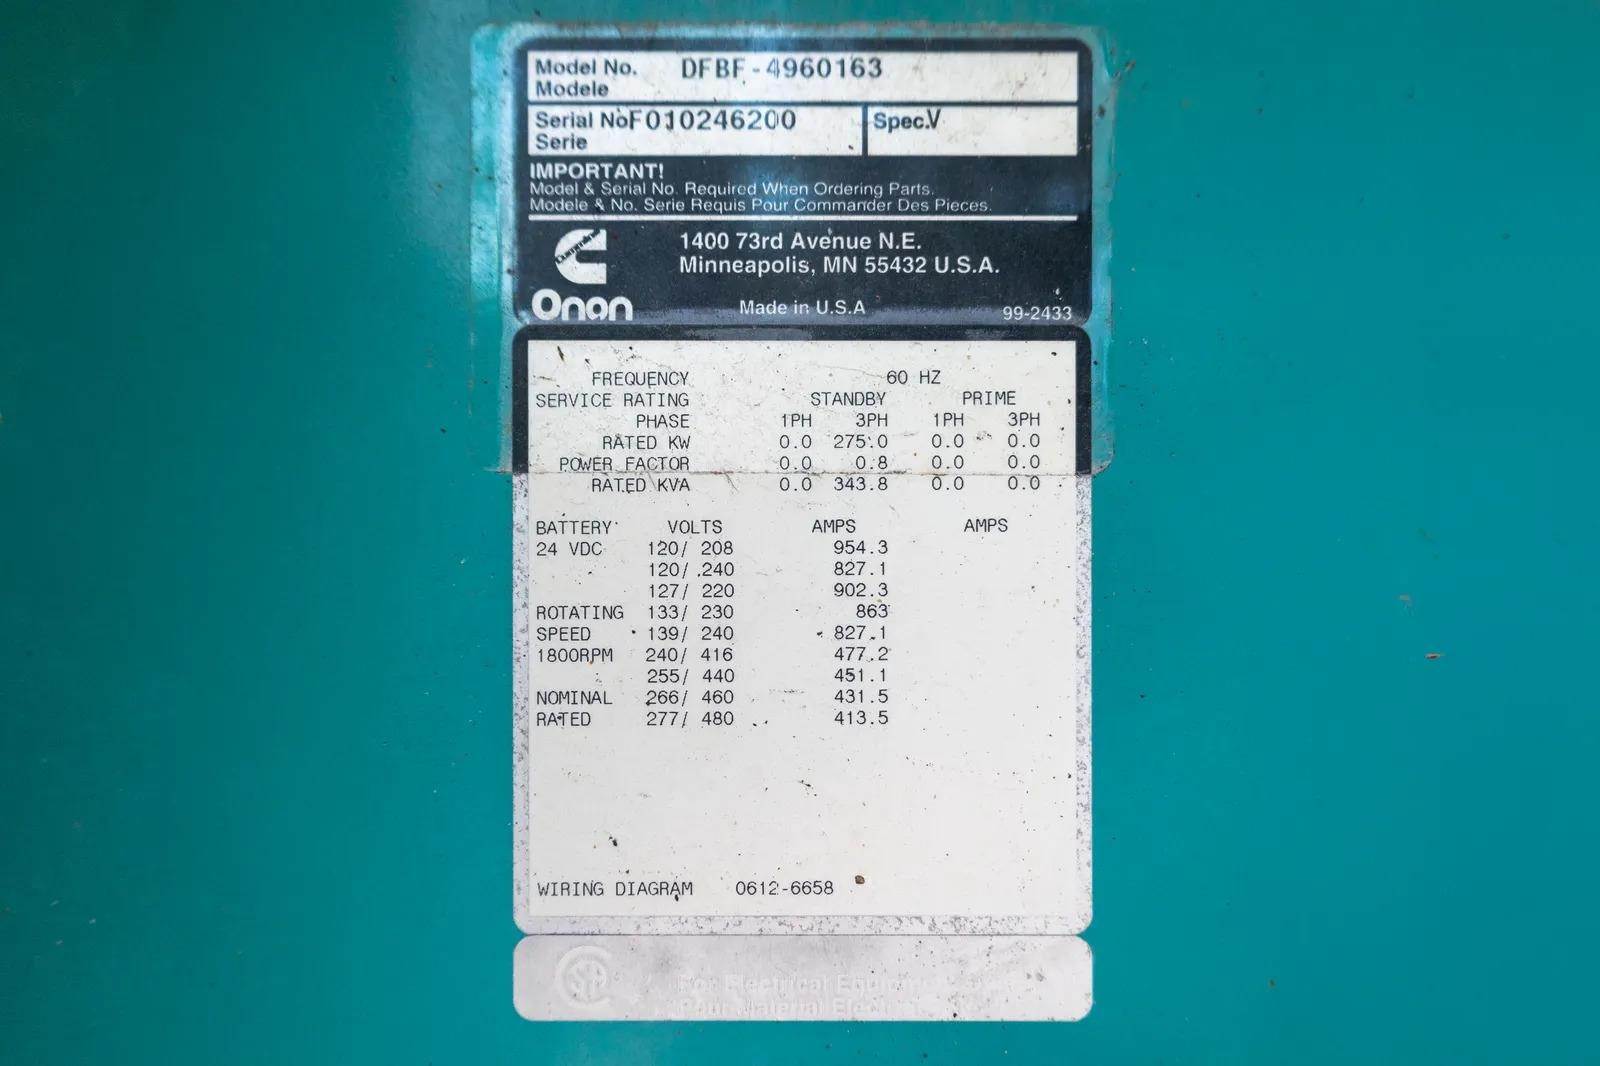 Model No. DFBF-4960163
Modele
Serial No F010246200 Spec. V
Serie
IMPORTANT!
Model & Serial No. Required When Ordering Parts.
Modele & No. Serie Requis Pour Commander Des Pieces.
1400 73rd Avenue N.E.
Minneapolis, MN 55432 U.S.A.
Onan Made in U.S.A 99-2433
FREQUENCY 60 HZ
SERVICE RATING STANDBY PRIME
PHASE 1PH 3PH 1PH 3PH
RATED KW 0.0 275.0 0.0 0.0
POWER FACTOR 0.0 0.8 0.0 0.0
RATED KVA 0.0 343.8 0.0 0.0
BATTERY VOLTS AMPS AMPS
24 VDC 120/ 208 954.3
120/ 240 827.1
127/ 220 902.3
ROTATING 133/ 230 863
SPEED 139/ 240 827.1
1800RPM 240/ 416 477.2
255/ 440 451.1
NOMINAL 266/ 460 431.5
RATED 277/ 480 413.5
WIRING DIAGRAM 0612-6658
For Electrical
Pour Material